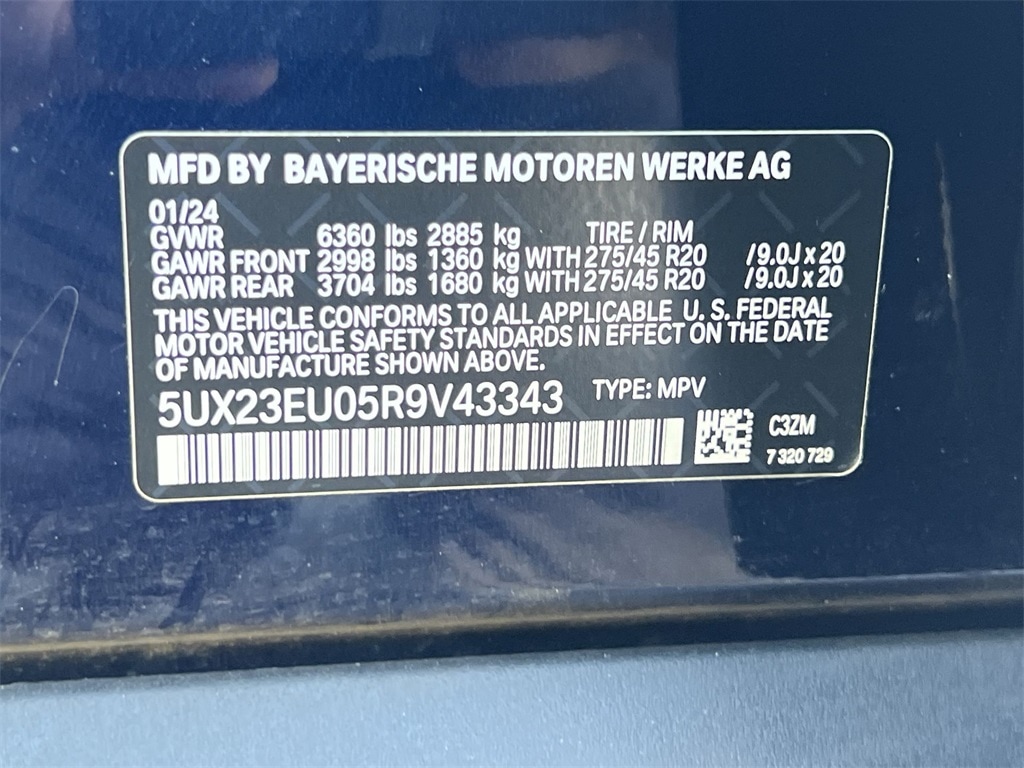 MFD BY BAYERISCHE MOTOREN WERKE AG
01/24
GVWR 6360 lbs 2885 kg TIRE / RIM
GAWR FRONT 2998 lbs 1360 kg WITH 275/45 R20 /9.0J x 20
GAWR REAR 3704 lbs 1680 kg WITH 275/45 R20 /9.0J x 20
THIS VEHICLE CONFORMS TO ALL APPLICABLE U. S. FEDERAL
MOTOR VEHICLE SAFETY STANDARDS IN EFFECT ON THE DATE
OF MANUFACTURE SHOWN ABOVE.
5UX23EU05R9V43343 TYPE: MPV
C3ZM
7 320 729